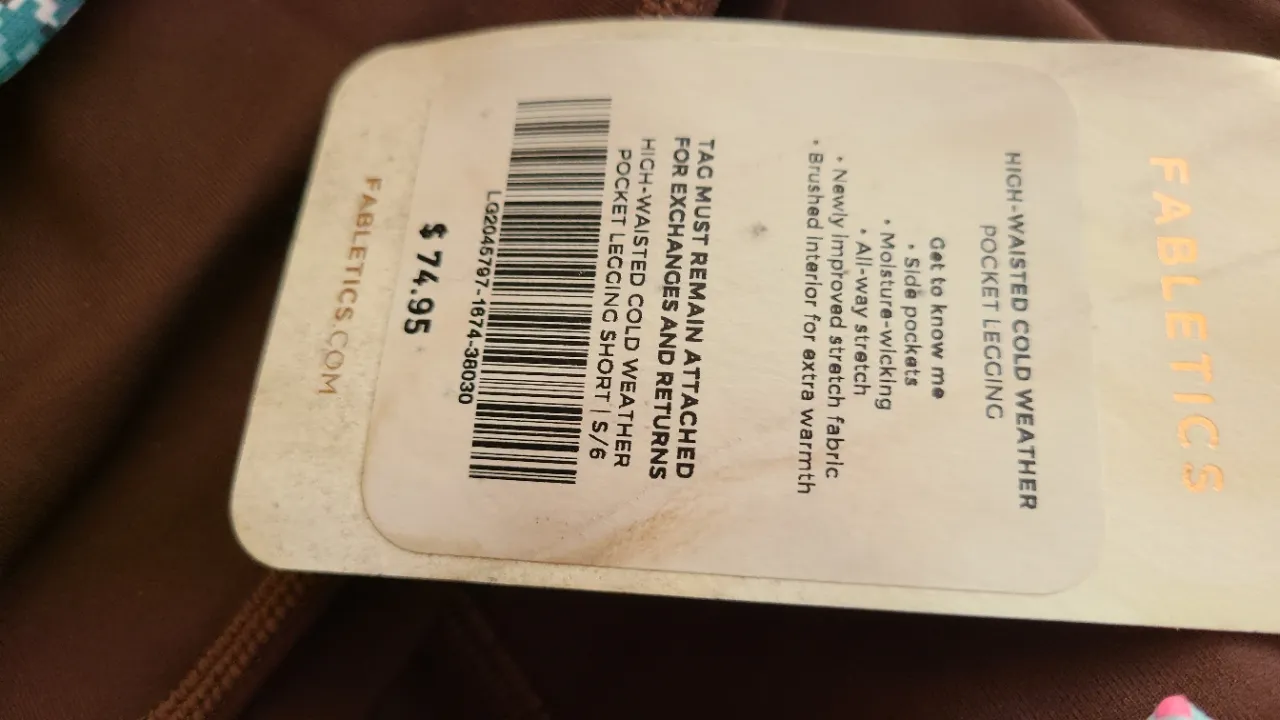 FABLETICS
HIGH-WAISTED COLD WEATHER
POCKET LEGGING
Get to know me
• Side pockets
• Moisture-wicking
• All-way stretch
• Newly improved stretch fabric
• Brushed interior for extra warmth
TAG MUST REMAIN ATTACHED
FOR EXCHANGES AND RETURNS
HIGH-WAISTED COLD WEATHER
POCKET LEGGING SHORT | S/6
LG2045797-1674-38030
$ 74.95
FABLETICS.COM